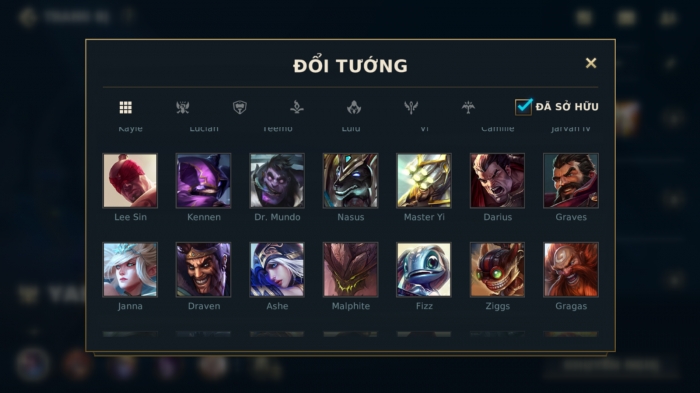 ĐỔI TƯỚNG
ĐÃ SỞ HỮU
Kayle Lucian Teemo Lulu Vi Camille Jarvan IV
Lee Sin Kennen Dr. Mundo Nasus Master Yi Darius Graves
Janna Draven Ashe Malphite Fizz Ziggs Gragas